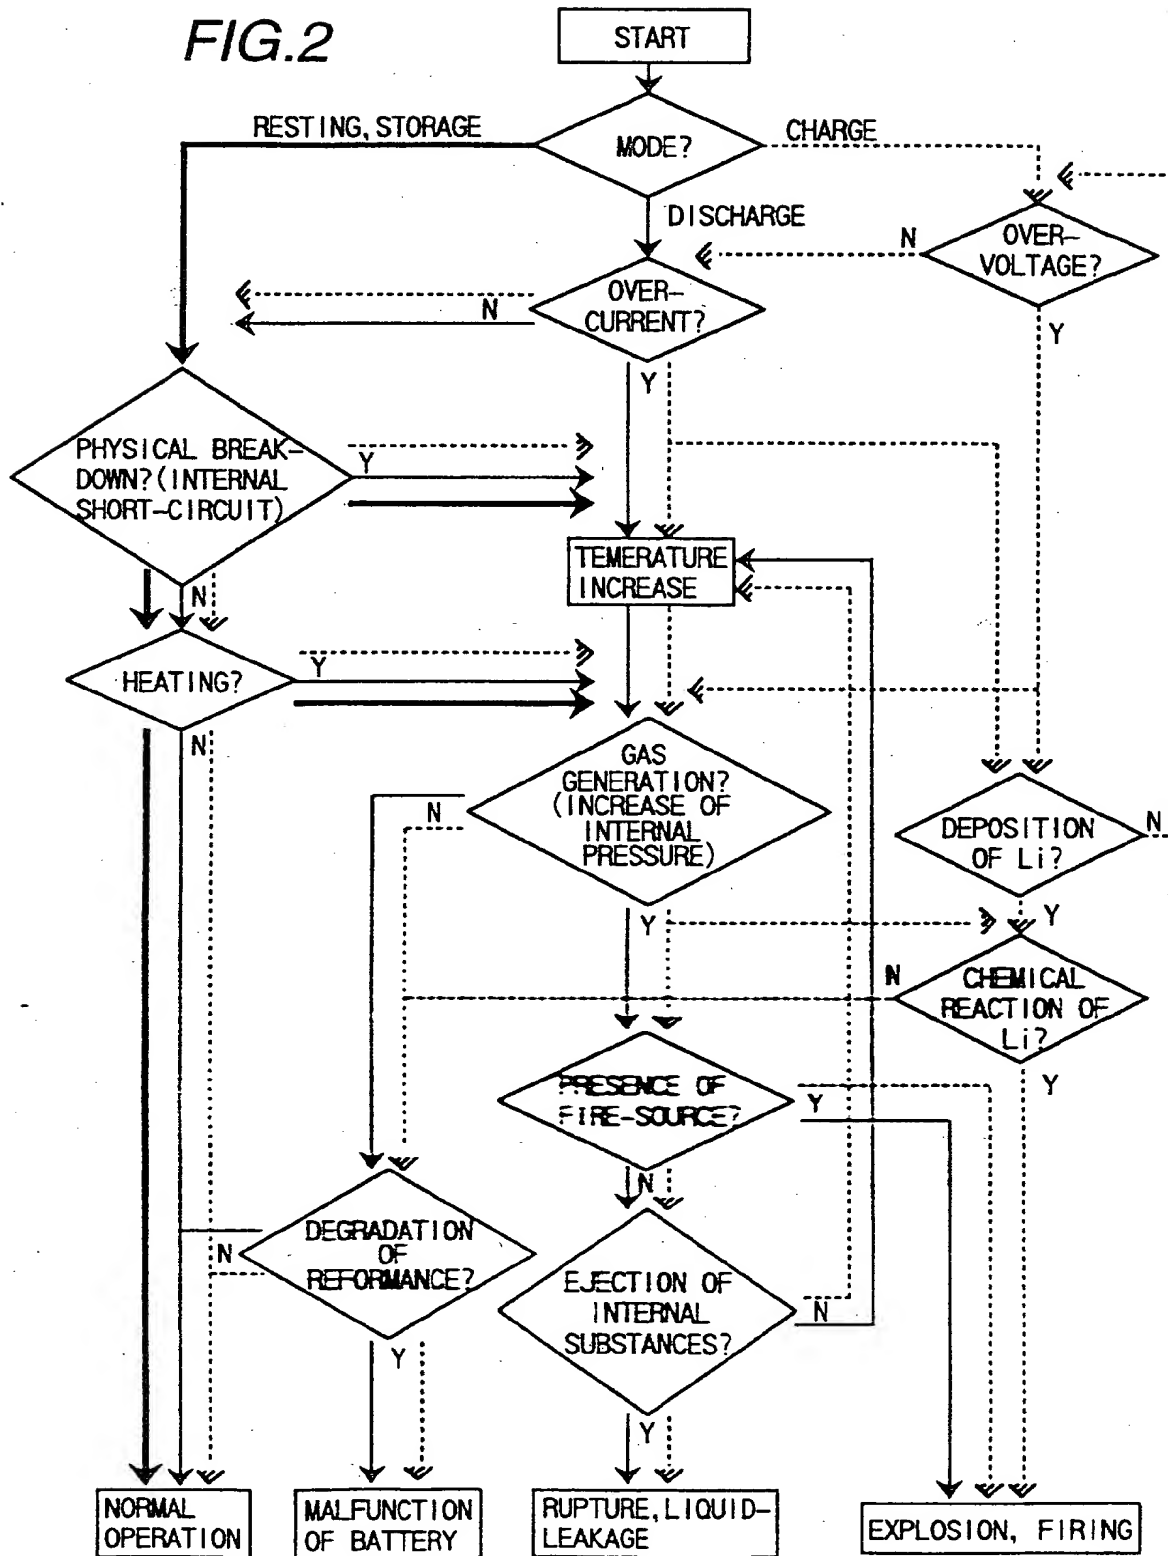 FIG.2
START
RESTING, STORAGE
MODE?
CHARGE
DISCHARGE
N
OVER-
VOLTAGE?
OVER-
CURRENT?
N
Y
Y
PHYSICAL BREAK-
DOWN?(INTERNAL
SHORT-CIRCUIT)
Y
N
TEMERATURE
INCREASE
HEATING?
Y
N
GAS
GENERATION?
(INCREASE OF
INTERNAL
PRESSURE)
N
Y
DEPOSITION
OF Li?
N
Y
CHEMICAL
REACTION OF
Li?
N
Y
PRESENCE OF
FIRE-SOURCE?
Y
N
DEGRADATION
OF
REFORMANCE?
N
Y
EJECTION OF
INTERNAL
SUBSTANCES?
N
Y
NORMAL
OPERATION
MALFUNCTION
OF BATTERY
RUPTURE, LIQUID-
LEAKAGE
EXPLOSION, FIRING